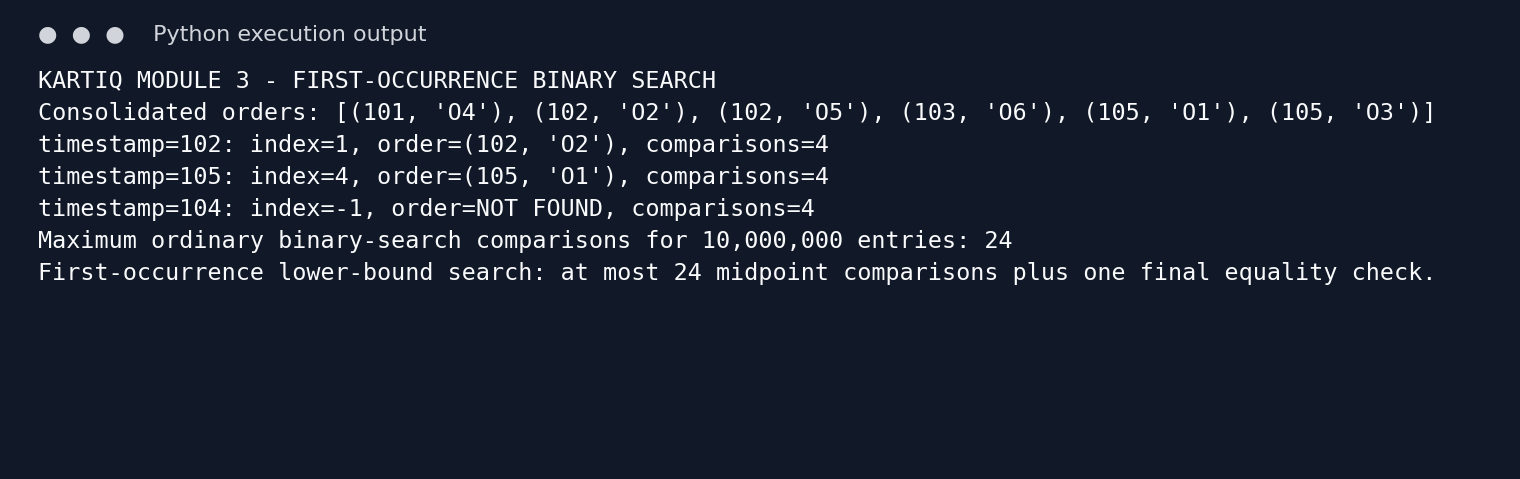 Python execution output
KARTIQ MODULE 3 - FIRST-OCCURRENCE BINARY SEARCH
Consolidated orders: [(101, 'O4'), (102, 'O2'), (102, 'O5'), (103, 'O6'), (105, 'O1'), (105, 'O3')]
timestamp=102: index=1, order=(102, 'O2'), comparisons=4
timestamp=105: index=4, order=(105, 'O1'), comparisons=4
timestamp=104: index=-1, order=NOT FOUND, comparisons=4
Maximum ordinary binary-search comparisons for 10,000,000 entries: 24
First-occurrence lower-bound search: at most 24 midpoint comparisons plus one final equality check.